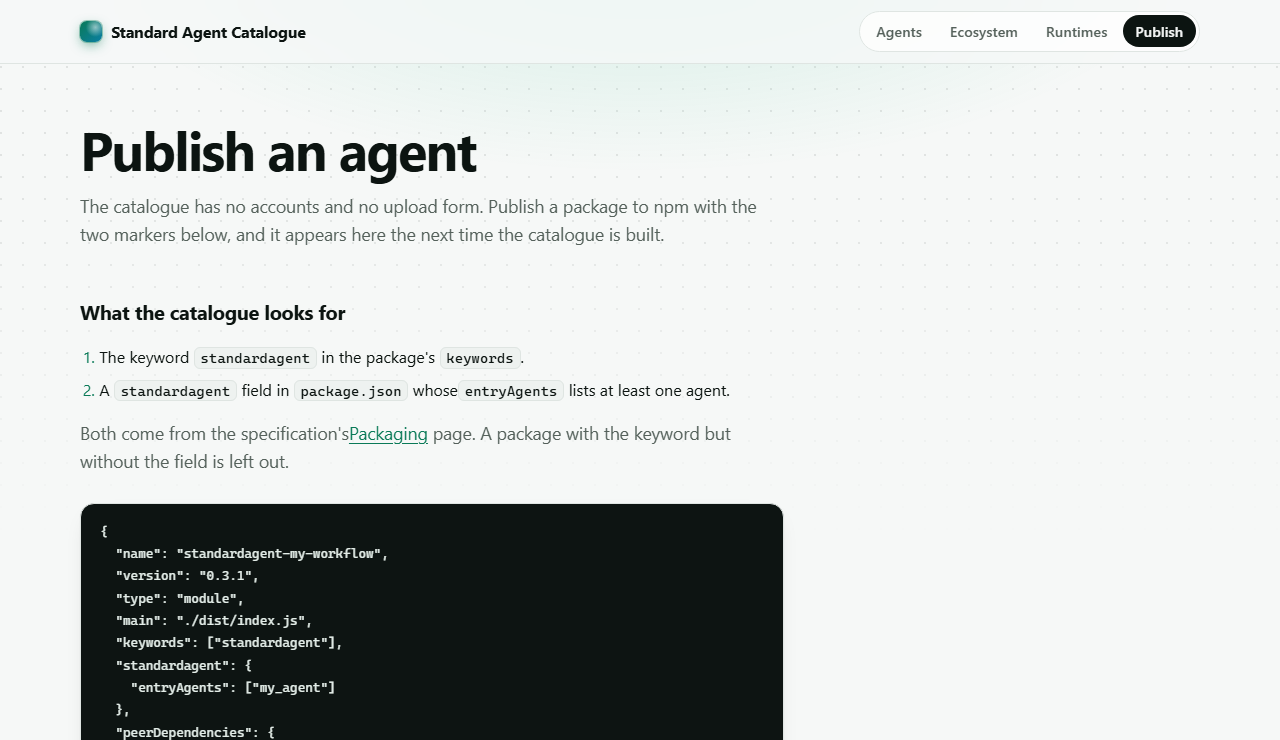 Standard Agent Catalogue
Agents
Ecosystem
Runtimes
Publish
Publish an agent
The catalogue has no accounts and no upload form. Publish a package to npm with the
two markers below, and it appears here the next time the catalogue is built.
What the catalogue looks for
1. The keyword standardagent in the package's keywords.
2. A standardagent field in package.json whose entryAgents lists at least one agent.
Both come from the specification'sPackaging page. A package with the keyword but
without the field is left out.
{
  "name": "standardagent-my-workflow",
  "version": "0.3.1",
  "type": "module",
  "main": "./dist/index.js",
  "keywords": ["standardagent"],
  "standardagent": {
    "entryAgents": ["my_agent"]
  },
  "peerDependencies": {